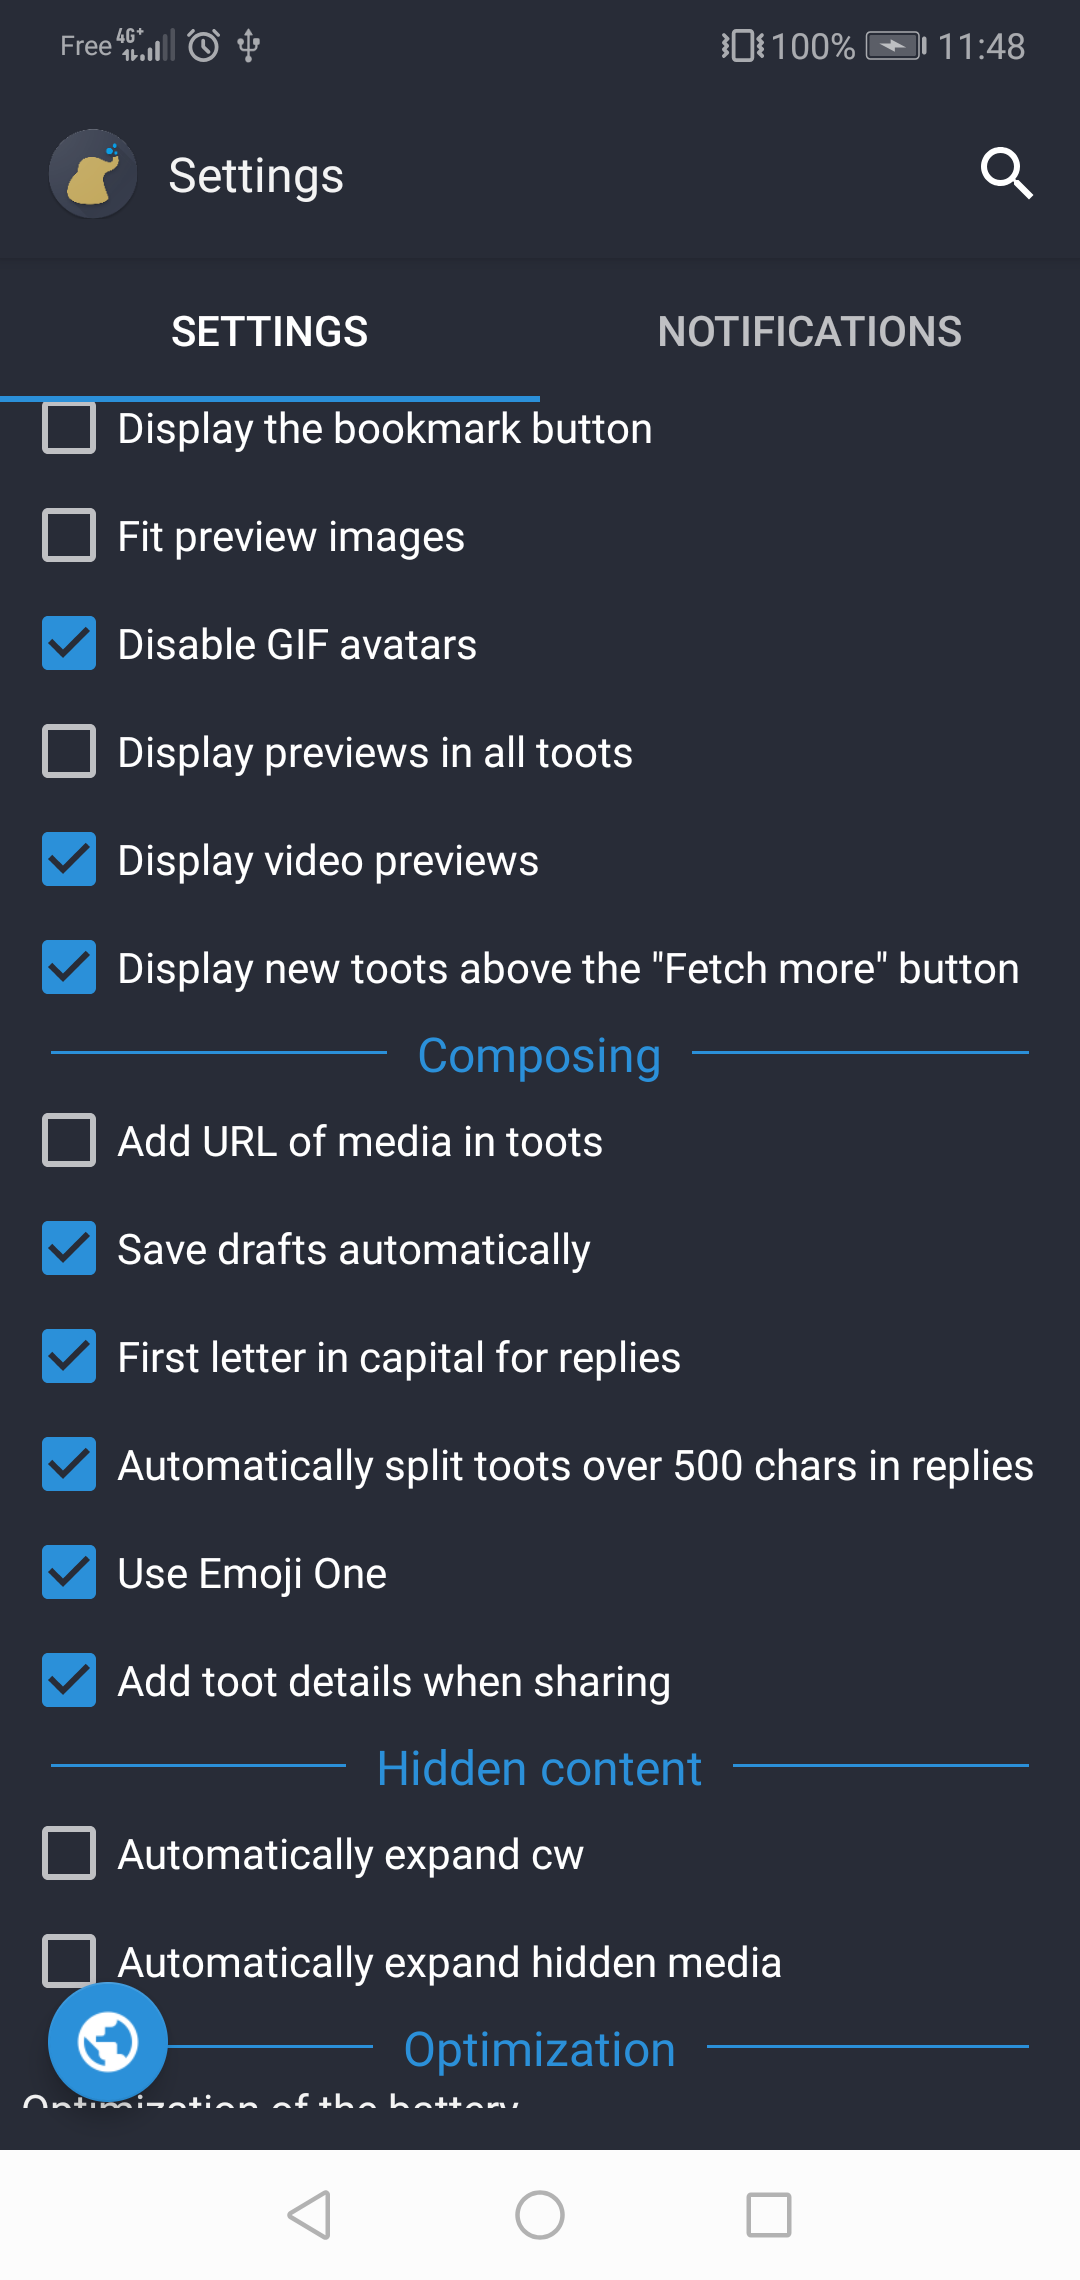 Free 4G+ 100% 11:48
Settings
SETTINGS NOTIFICATIONS
Display the bookmark button
Fit preview images
Disable GIF avatars
Display previews in all toots
Display video previews
Display new toots above the "Fetch more" button
Composing
Add URL of media in toots
Save drafts automatically
First letter in capital for replies
Automatically split toots over 500 chars in replies
Use Emoji One
Add toot details when sharing
Hidden content
Automatically expand cw
Automatically expand hidden media
Optimization
Optimization of the battery